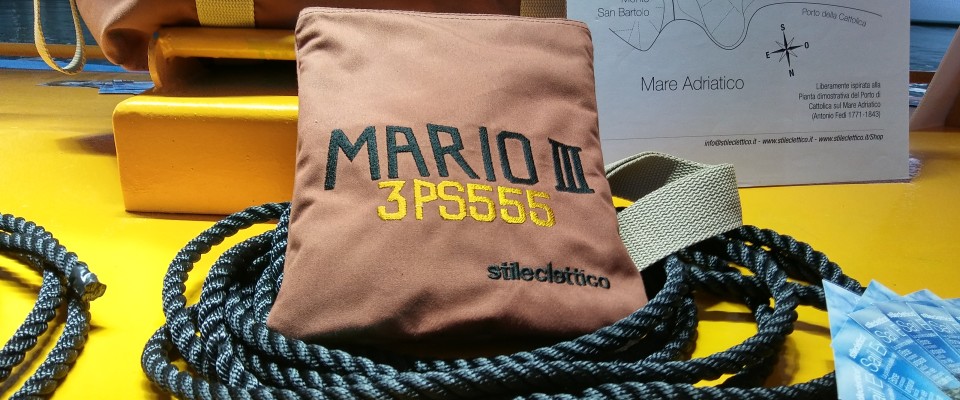 MARIO III
3PS555
stileclettico
San Bartolo
Porto della Cattolica
S
E O
N
Mare Adriatico
Liberamente ispirata alla
Pianta dimostrativa del Porto di
Cattolica sul Mare Adriatico
(Antonio Fedi 1771-1843)
info@stileclettico.it - www.stileclettico.it - www.stileclettico.it/Shop